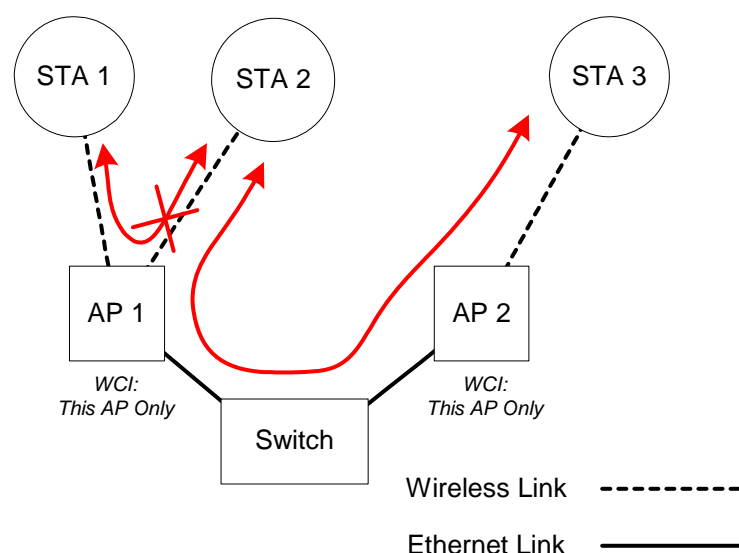 STA 1
STA 2
STA 3
AP 1
AP 2
WCI:
This AP Only
WCI:
This AP Only
Switch
Wireless Link
Ethernet Link